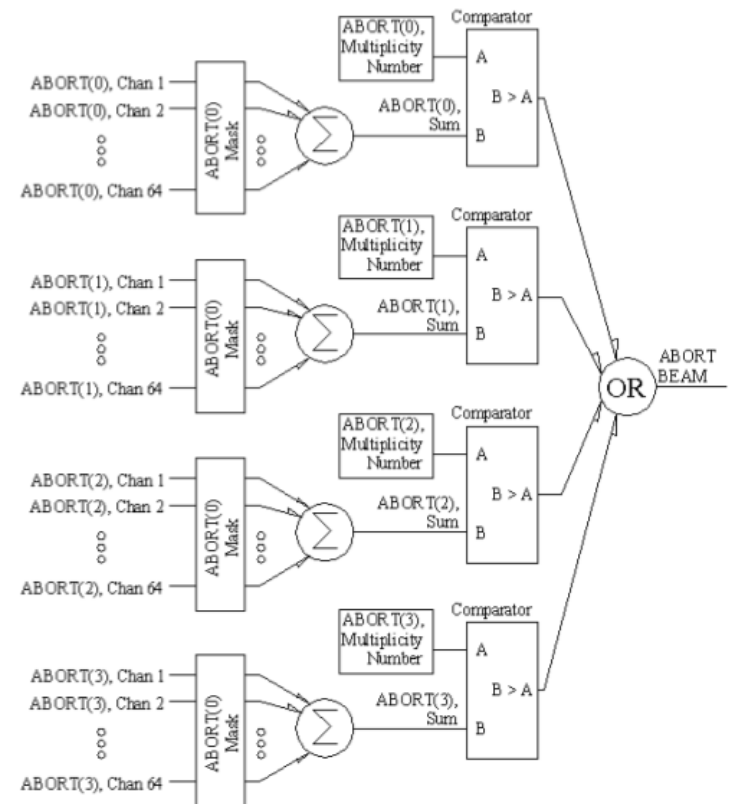 Comparator
ABORT(0),
Multiplicity
Number
A
ABORT(0), Chan 1
ABORT(0), Chan 2
ABORT(0), Chan 64
ABORT(0)
Mask
Σ
ABORT(0),
Sum
B > A
B
Comparator
ABORT(1),
Multiplicity
Number
A
ABORT(1), Chan 1
ABORT(1), Chan 2
ABORT(1), Chan 64
ABORT(0)
Mask
Σ
ABORT(1),
Sum
B > A
B
OR
ABORT
BEAM
Comparator
ABORT(2),
Multiplicity
Number
A
ABORT(2), Chan 1
ABORT(2), Chan 2
ABORT(2), Chan 64
ABORT(0)
Mask
Σ
ABORT(2),
Sum
B > A
B
Comparator
ABORT(3),
Multiplicity
Number
A
ABORT(3), Chan 1
ABORT(3), Chan 2
ABORT(3), Chan 64
ABORT(0)
Mask
Σ
ABORT(3),
Sum
B > A
B